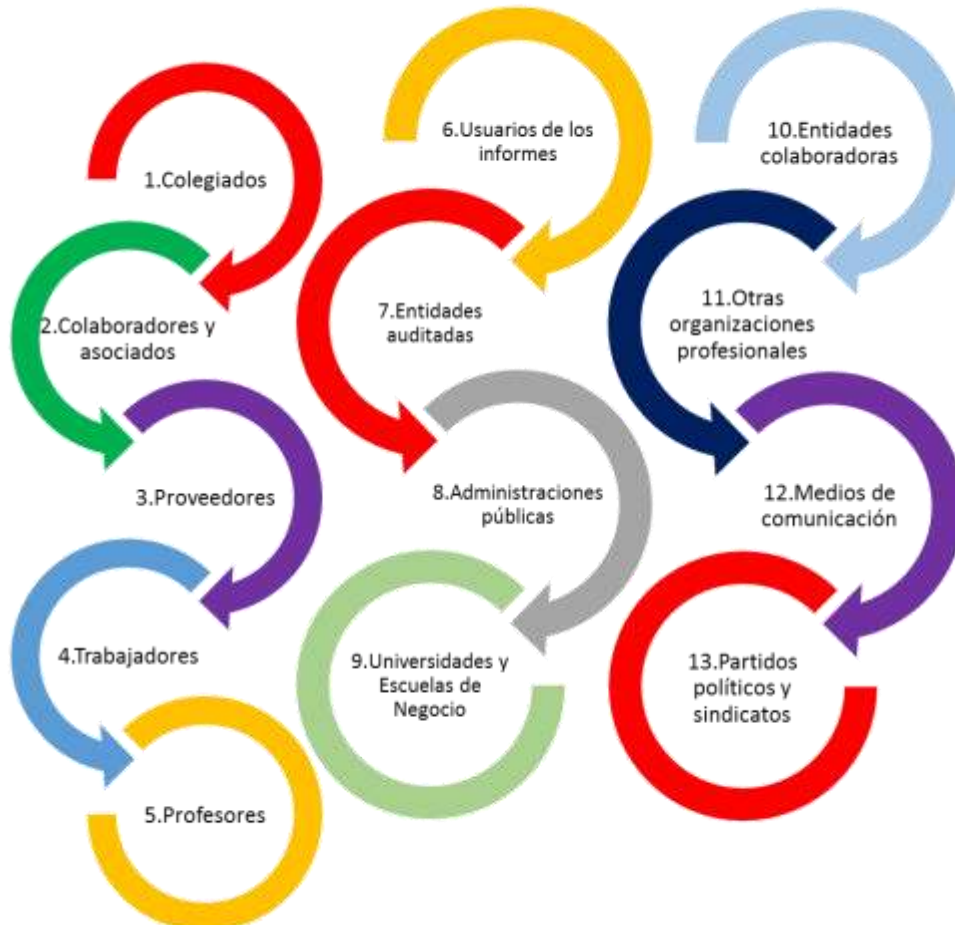 1.Colegiados
2.Colaboradores y
asociados
3.Proveedores
4.Trabajadores
5.Profesores
6.Usuarios de los
informes
7.Entidades
auditadas
8.Administraciones
públicas
9.Universidades y
Escuelas de
Negocio
10.Entidades
colaboradoras
11.Otras
organizaciones
profesionales
12.Medios de
comunicación
13.Partidos
políticos y
sindicatos